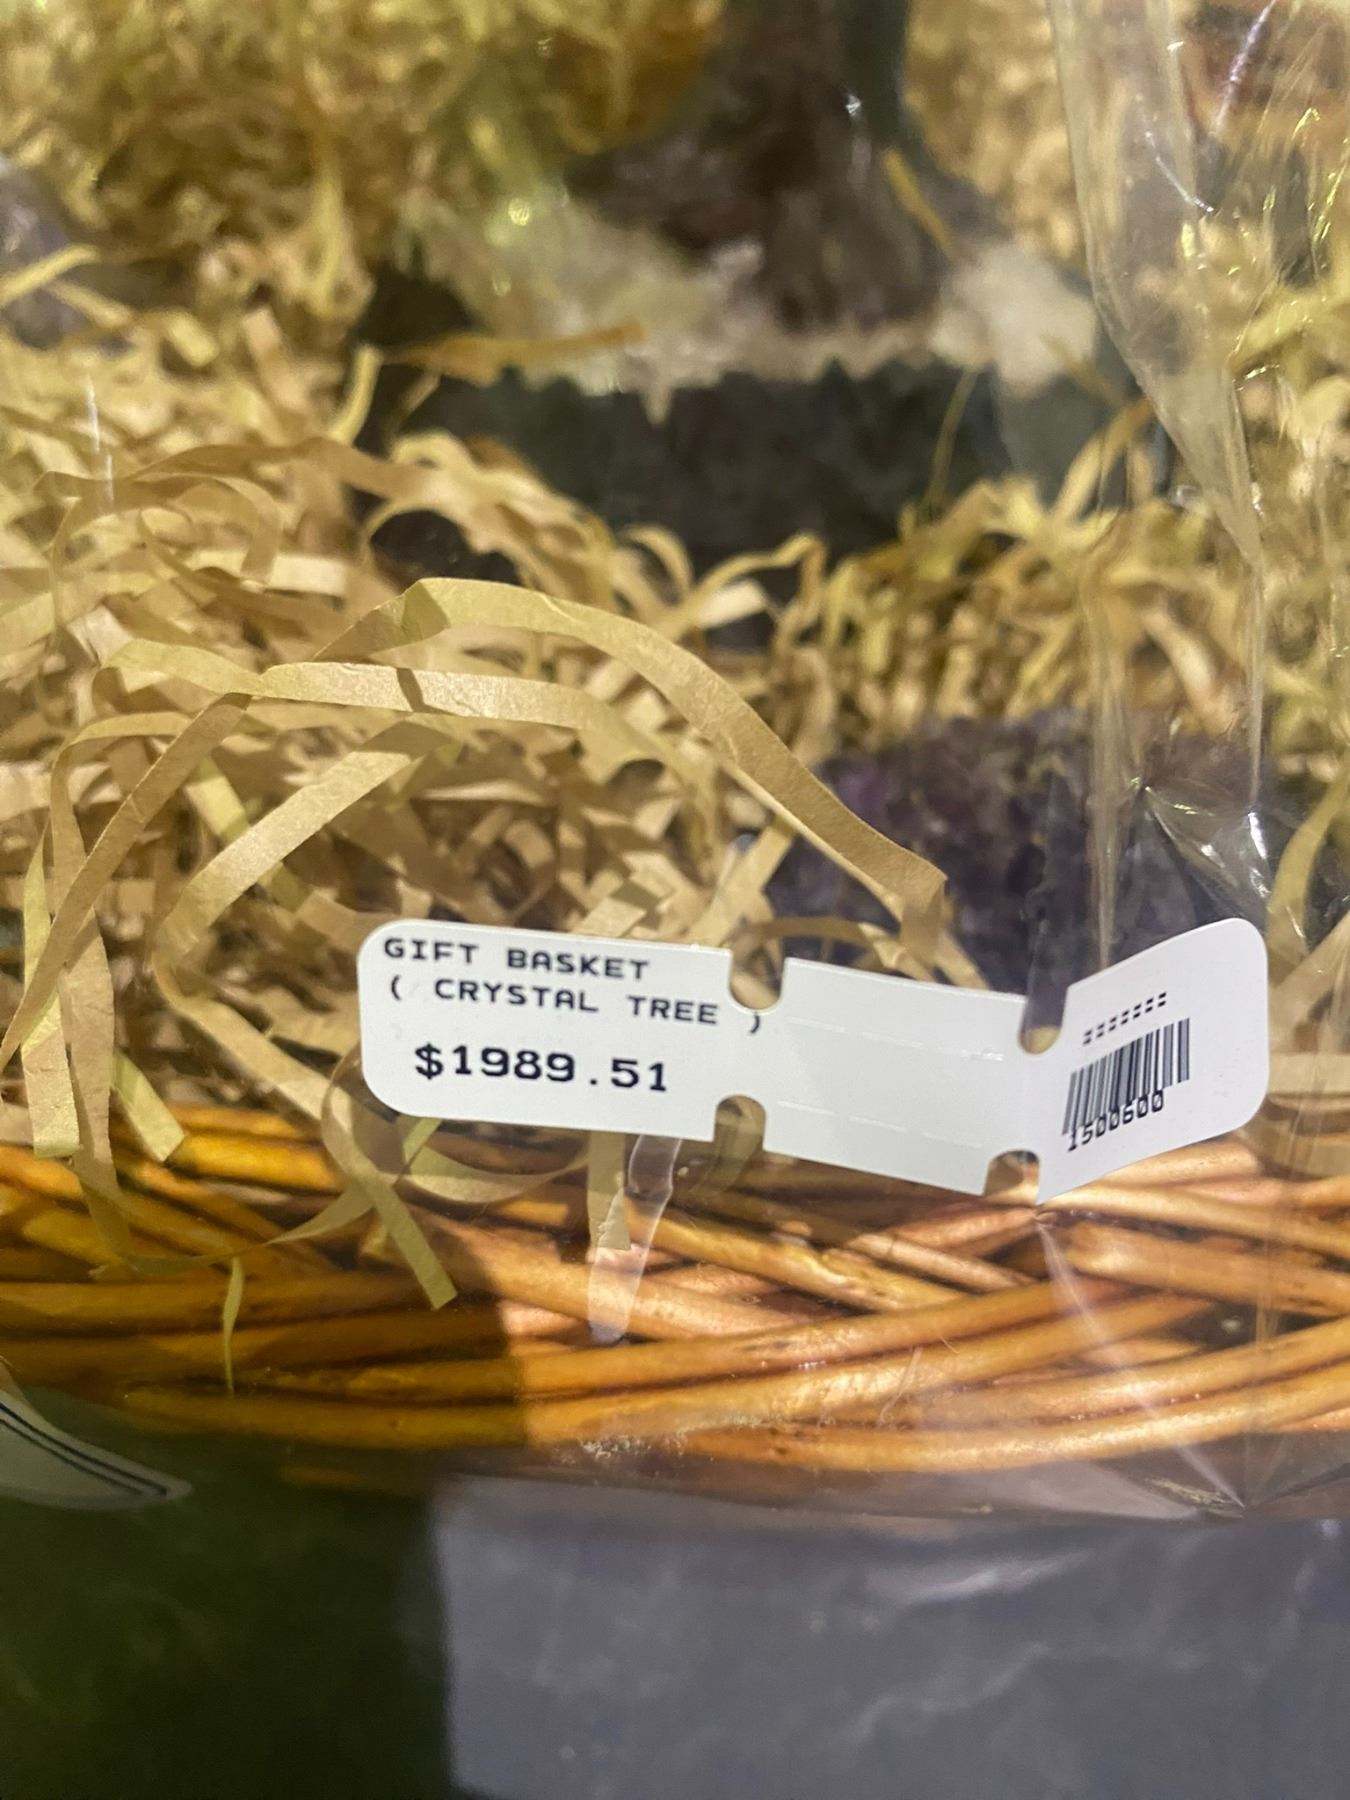 GIFT BASKET
( CRYSTAL TREE )
$1989.51
1500600